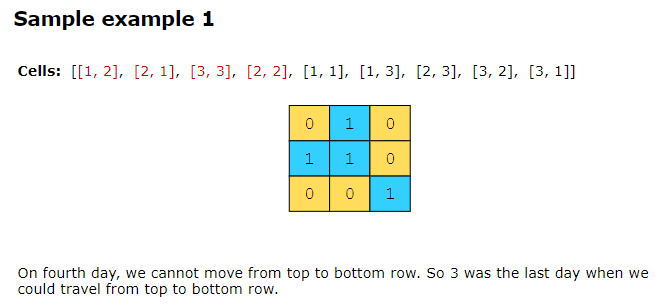 Sample example 1
Cells: [[1, 2], [2, 1], [3, 3], [2, 2], [1, 1], [1, 3], [2, 3], [3, 2], [3, 1]]
0 1 0
1 1 0
0 0 1
On fourth day, we cannot move from top to bottom row. So 3 was the last day when we
could travel from top to bottom row.